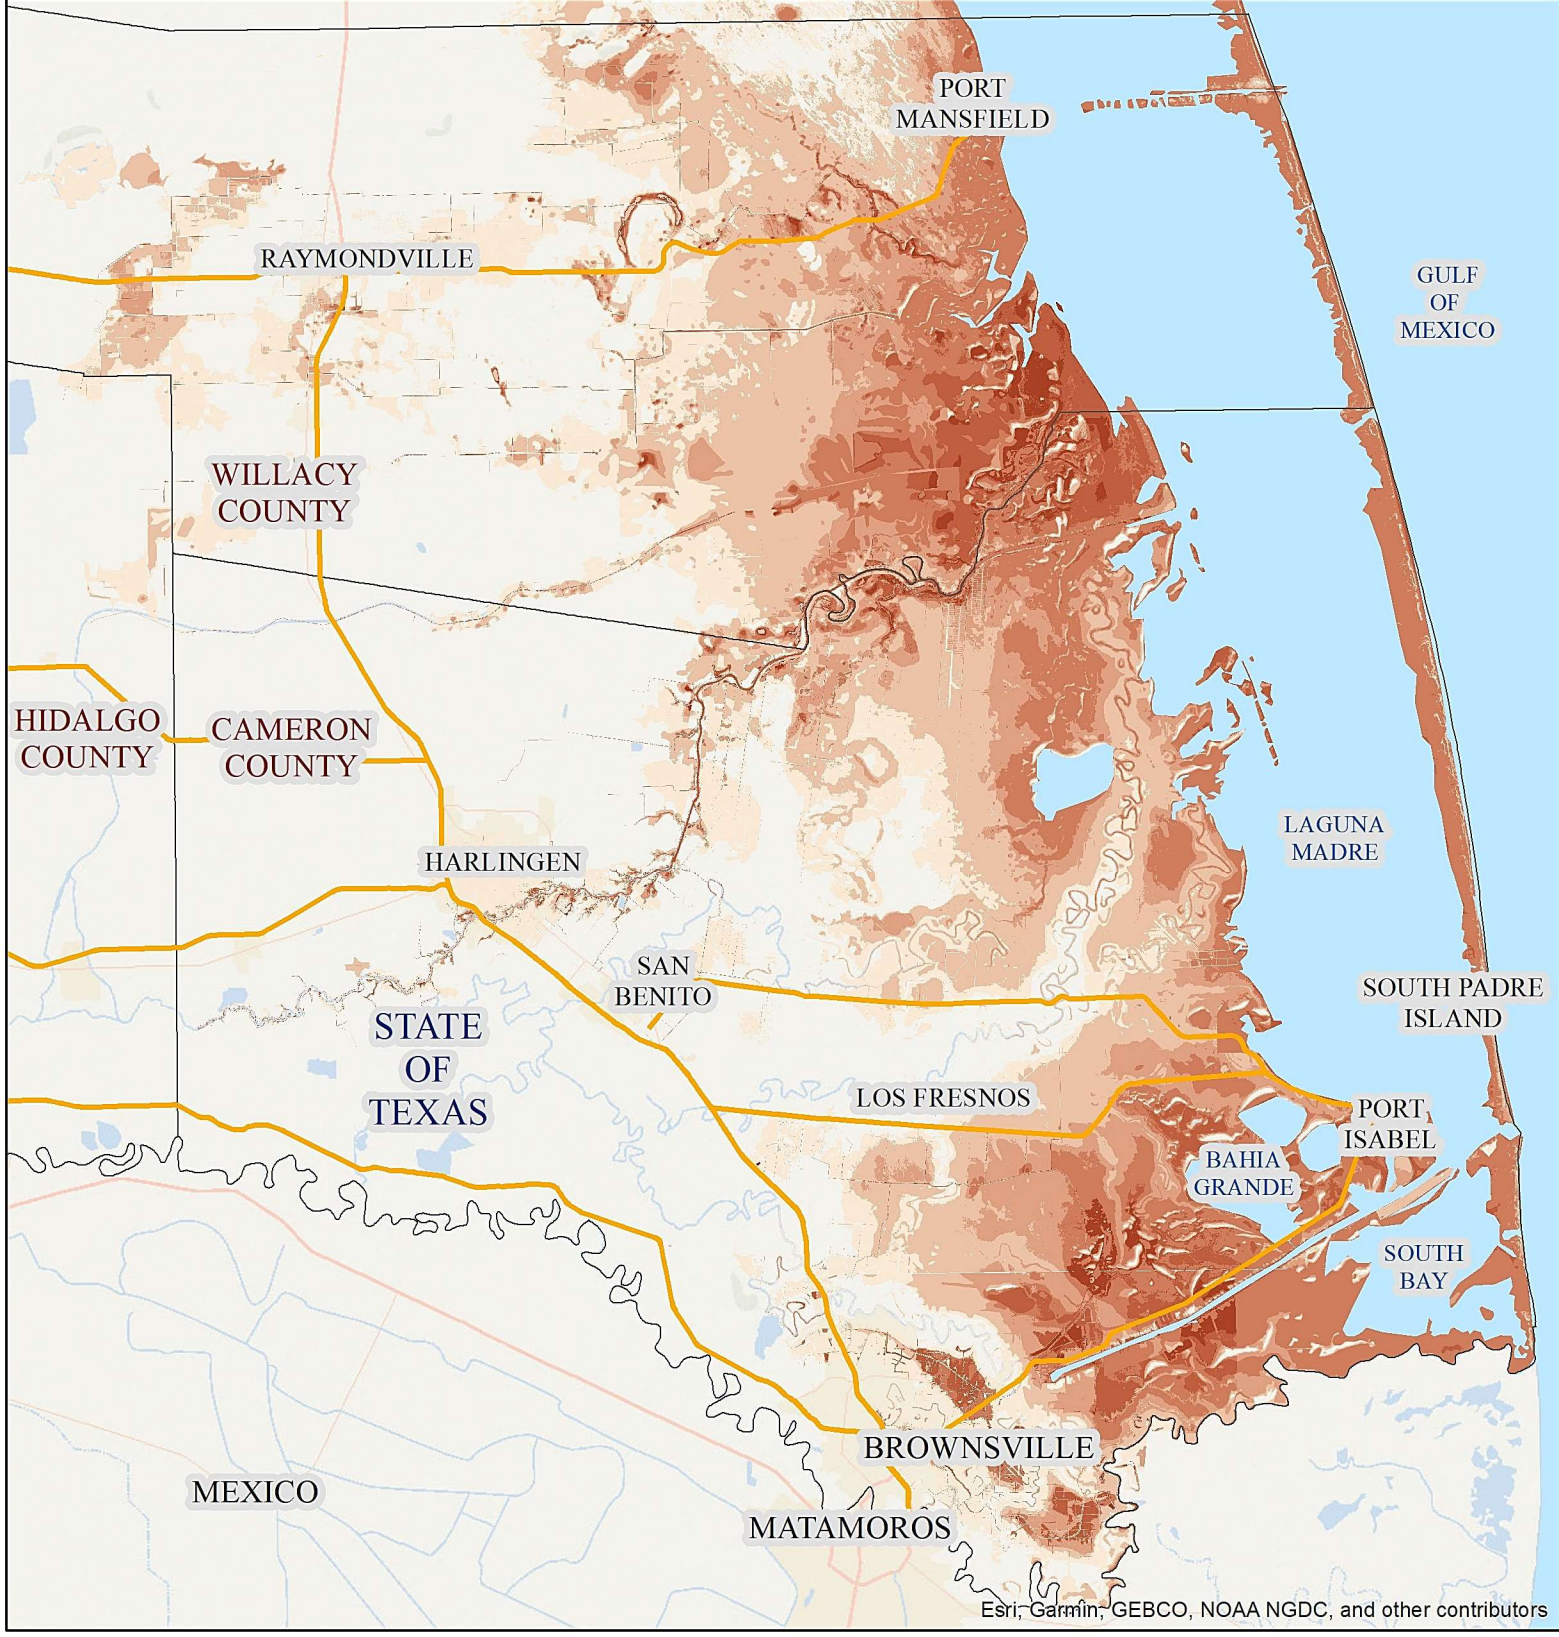 PORT
MANSFIELD
RAYMONDVILLE
GULF
OF
MEXICO
WILLACY
COUNTY
HIDALGO
COUNTY
CAMERON
COUNTY
LAGUNA
MADRE
HARLINGEN
SAN
BENITO
SOUTH PADRE
ISLAND
STATE
OF
TEXAS
LOS FRESNOS
PORT
ISABEL
BAHIA
GRANDE
SOUTH
BAY
BROWNSVILLE
MEXICO
MATAMOROS
Esri, Garmin, GEBCO, NOAA NGDC, and other contributors